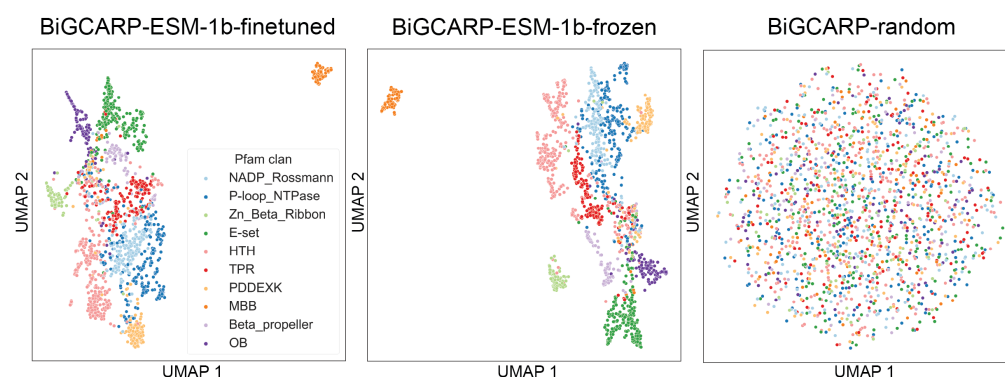 BiGCARP-ESM-1b-finetuned
BiGCARP-ESM-1b-frozen
BiGCARP-random
UMAP 2
Pfam clan
NADP_Rossmann
P-loop_NTPase
Zn_Beta_Ribbon
E-set
HTH
TPR
PDDEXK
MBB
Beta_propeller
OB
UMAP 1
UMAP 2
UMAP 1
UMAP 2
UMAP 1